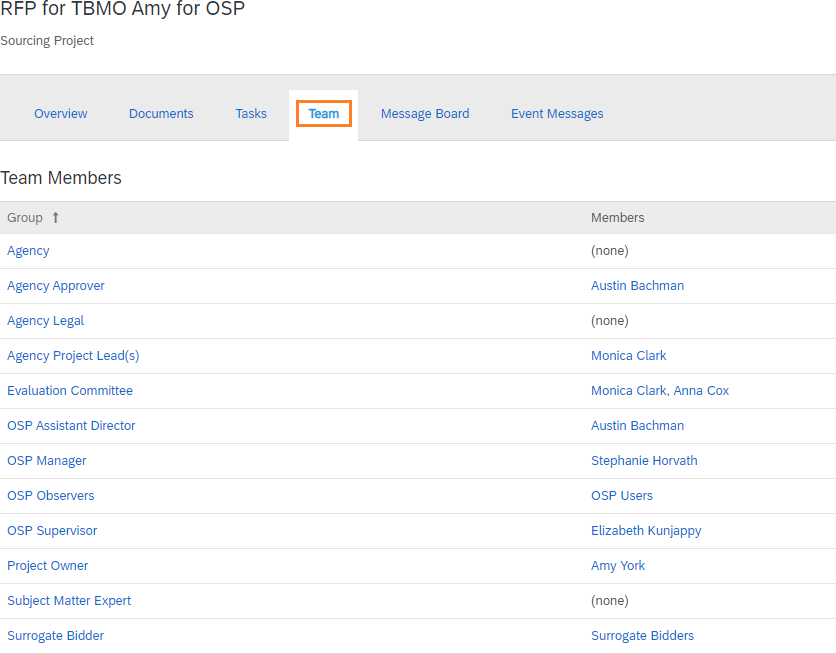 RFP for TBMO Amy for OSP
Sourcing Project
Overview Documents Tasks Team Message Board Event Messages
Team Members
Group ↑ Members
Agency (none)
Agency Approver Austin Bachman
Agency Legal (none)
Agency Project Lead(s) Monica Clark
Evaluation Committee Monica Clark, Anna Cox
OSP Assistant Director Austin Bachman
OSP Manager Stephanie Horvath
OSP Observers OSP Users
OSP Supervisor Elizabeth Kunjappy
Project Owner Amy York
Subject Matter Expert (none)
Surrogate Bidder Surrogate Bidders